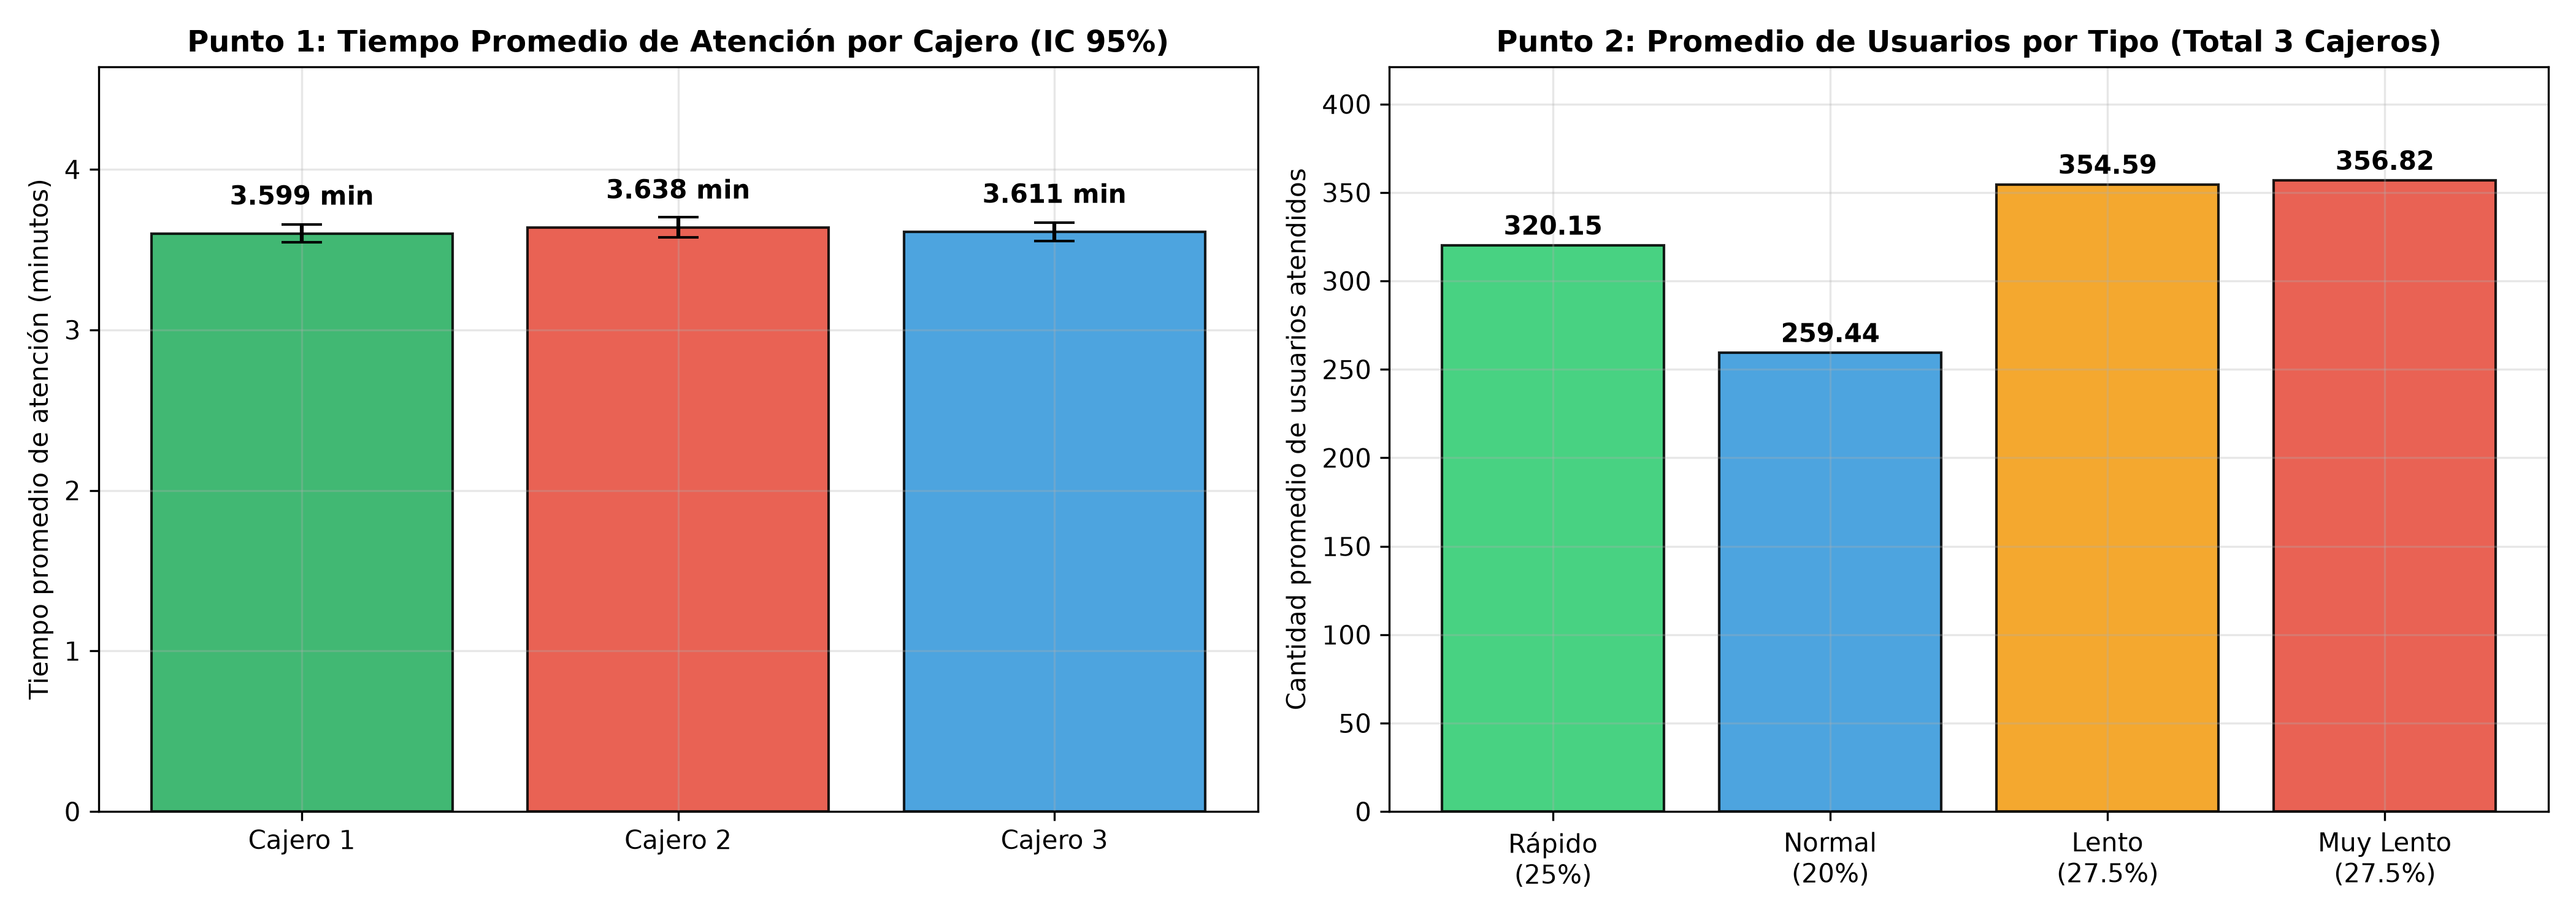 Punto 1: Tiempo Promedio de Atención por Cajero (IC 95%)
Tiempo promedio de atención (minutos)
4
3
2
1
0
3.599 min
3.638 min
3.611 min
Cajero 1
Cajero 2
Cajero 3
Punto 2: Promedio de Usuarios por Tipo (Total 3 Cajeros)
Cantidad promedio de usuarios atendidos
400
350
300
250
200
150
100
50
0
320.15
259.44
354.59
356.82
Rápido
(25%)
Normal
(20%)
Lento
(27.5%)
Muy Lento
(27.5%)